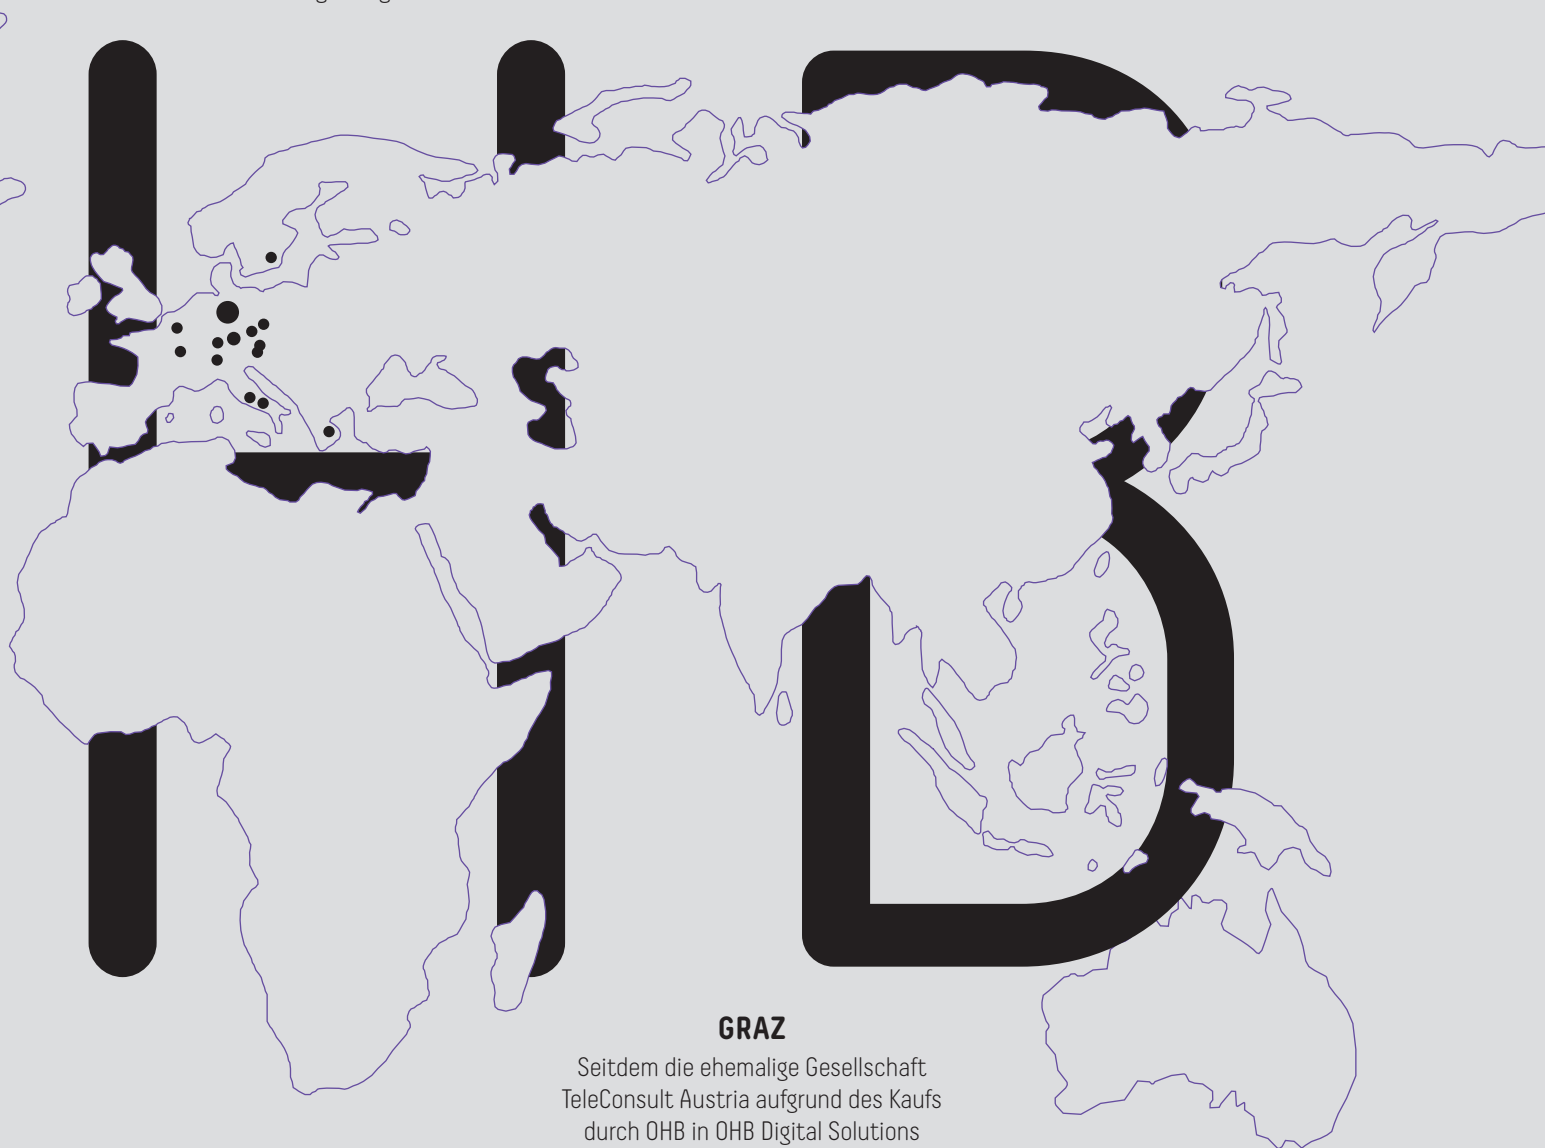 GRAZ
Seitdem die ehemalige Gesellschaft
TeleConsult Austria aufgrund des Kaufs
durch OHB in OHB Digital Solutions